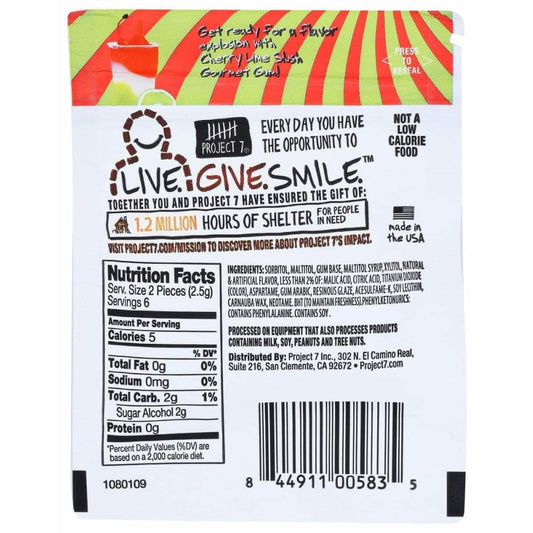 Get ready for a flavor
explosion with
Cherry Lime Slush
Gourmet Gum!
PRESS
TO
RESEAL
PROJECT 7
EVERY DAY YOU HAVE
THE OPPORTUNITY TO
NOT A
LOW
CALORIE
FOOD
LIVE. GIVE. SMILE.™
TOGETHER YOU AND PROJECT 7 HAVE ENSURED THE GIFT OF:
1.2 MILLION HOURS OF SHELTER FOR PEOPLE IN NEED
made in
the USA
VISIT PROJECT7.COM/MISSION TO DISCOVER MORE ABOUT PROJECT 7'S IMPACT.
Nutrition Facts
Serv. Size 2 Pieces (2.5g)
Servings 6
Amount Per Serving
Calories 5
% DV*
Total Fat 0g 0%
Sodium 0mg 0%
Total Carb. 2g 1%
Sugar Alcohol 2g
Protein 0g
*Percent Daily Values (%DV) are
based on a 2,000 calorie diet.
INGREDIENTS: SORBITOL, MALTITOL, GUM BASE, MALTITOL SYRUP, XYLITOL, NATURAL
& ARTIFICIAL FLAVOR, LESS THAN 2% OF: MALIC ACID, CITRIC ACID, TITANIUM DIOXIDE
(COLOR), ASPARTAME, GUM ARABIC, RESINOUS GLAZE, ACESULFAME-K, SOY LECITHIN,
CARNAUBA WAX, NEOTAME. BHT (TO MAINTAIN FRESHNESS). PHENYLKETONURICS:
CONTAINS PHENYLALANINE. CONTAINS SOY.
PROCESSED ON EQUIPMENT THAT ALSO PROCESSES PRODUCTS
CONTAINING MILK, SOY, PEANUTS AND TREE NUTS.
Distributed By: Project 7 Inc., 302 N. El Camino Real,
Suite 216, San Clemente, CA 92672 • Project7.com
1080109
8 44911 00583 5